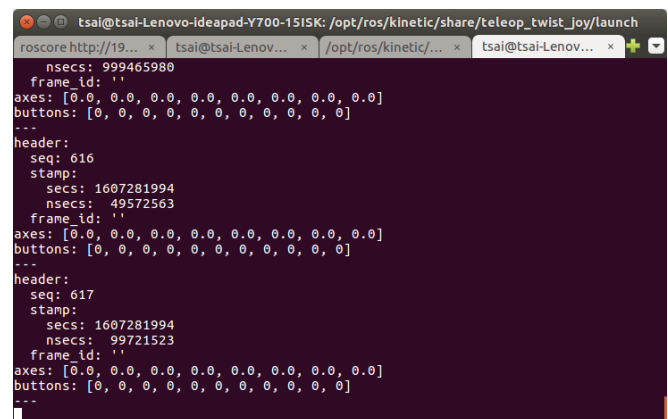 tsai@tsai-Lenovo-ideapad-Y700-15ISK: /opt/ros/kinetic/share/teleop_twist_joy/launch
roscore http://19... × tsai@tsai-Lenov... × /opt/ros/kinetic/... × tsai@tsai-Lenov... ×
    nsecs: 999465980
  frame_id: ''
axes: [0.0, 0.0, 0.0, 0.0, 0.0, 0.0, 0.0, 0.0]
buttons: [0, 0, 0, 0, 0, 0, 0, 0, 0, 0, 0]
---
header:
  seq: 616
  stamp:
    secs: 1607281994
    nsecs:  49572563
  frame_id: ''
axes: [0.0, 0.0, 0.0, 0.0, 0.0, 0.0, 0.0, 0.0]
buttons: [0, 0, 0, 0, 0, 0, 0, 0, 0, 0, 0]
---
header:
  seq: 617
  stamp:
    secs: 1607281994
    nsecs:  99721523
  frame_id: ''
axes: [0.0, 0.0, 0.0, 0.0, 0.0, 0.0, 0.0, 0.0]
buttons: [0, 0, 0, 0, 0, 0, 0, 0, 0, 0, 0]
---